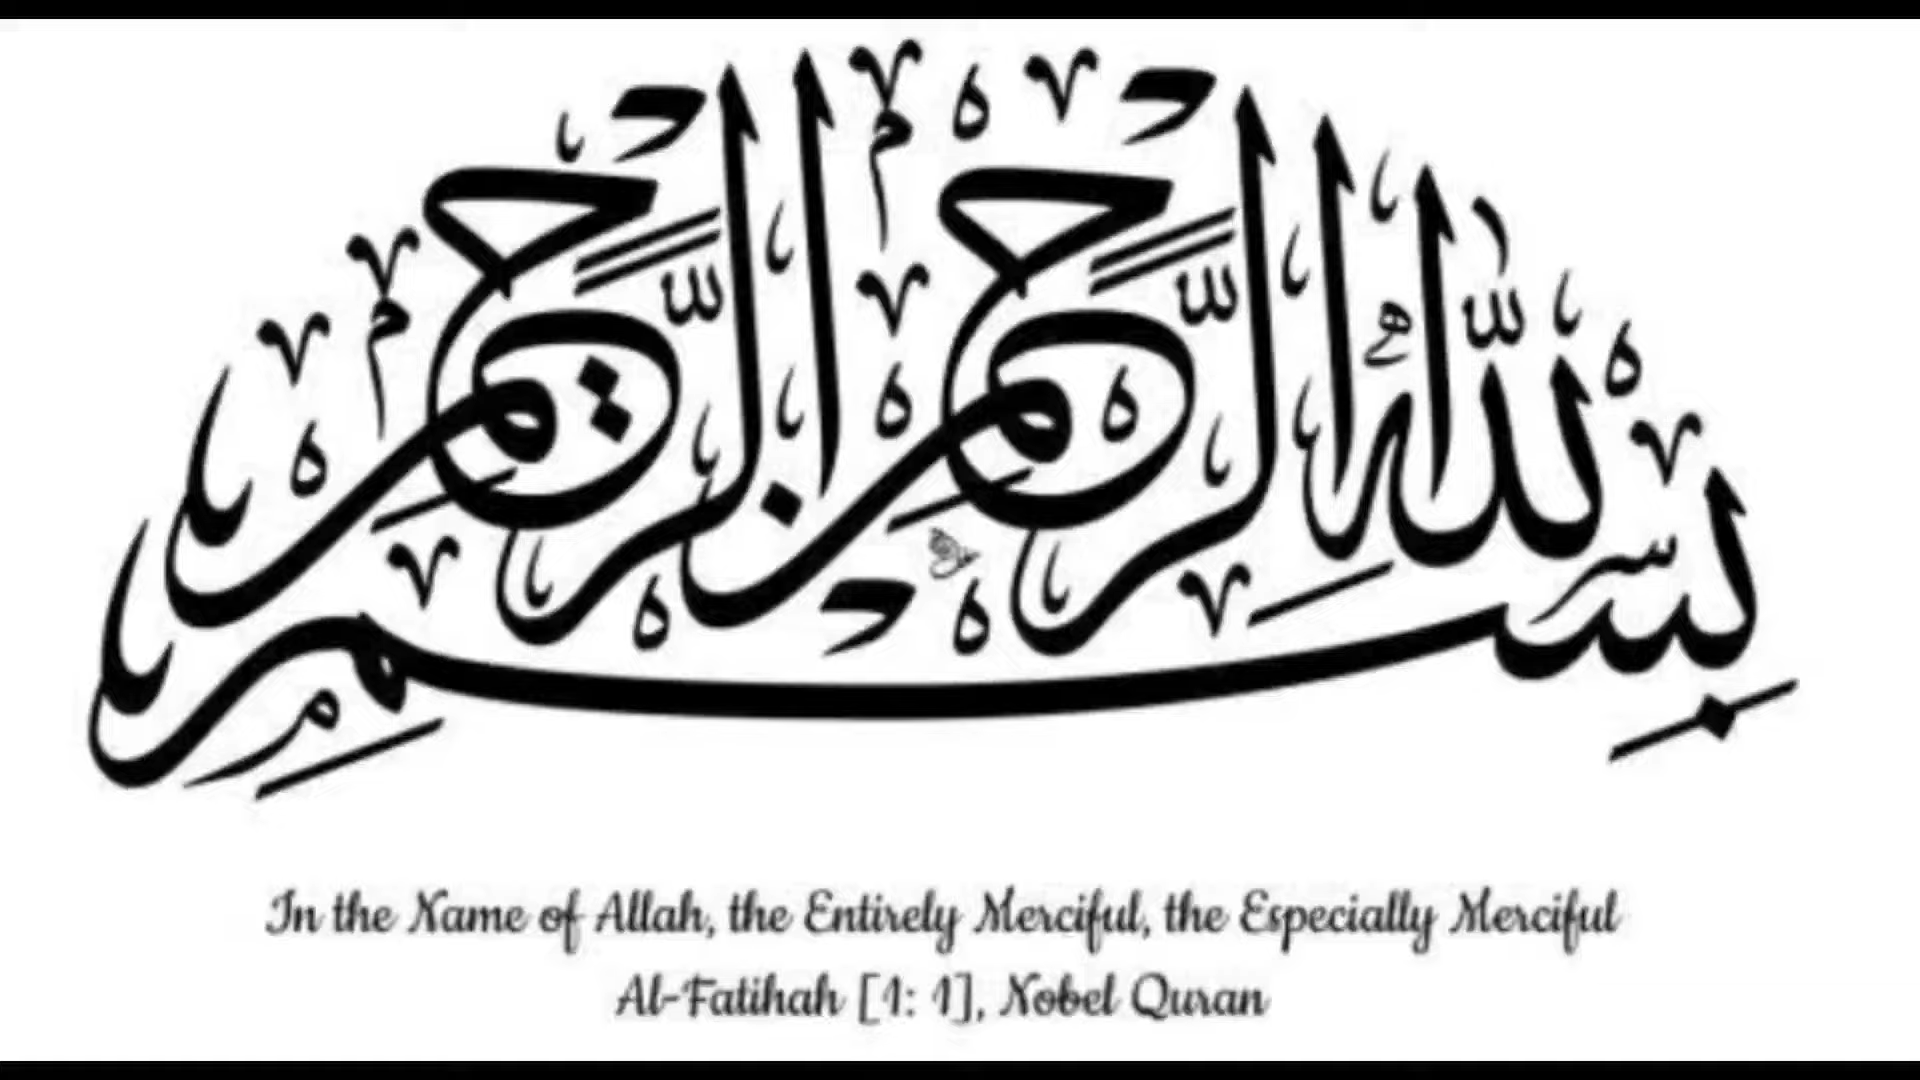 بِسْمِ اللَّهِ الرَّحْمَٰنِ الرَّحِيمِ
In the Name of Allah, the Entirely Merciful, the Especially Merciful
Al-Fatihah [1: 1], Nobel Quran